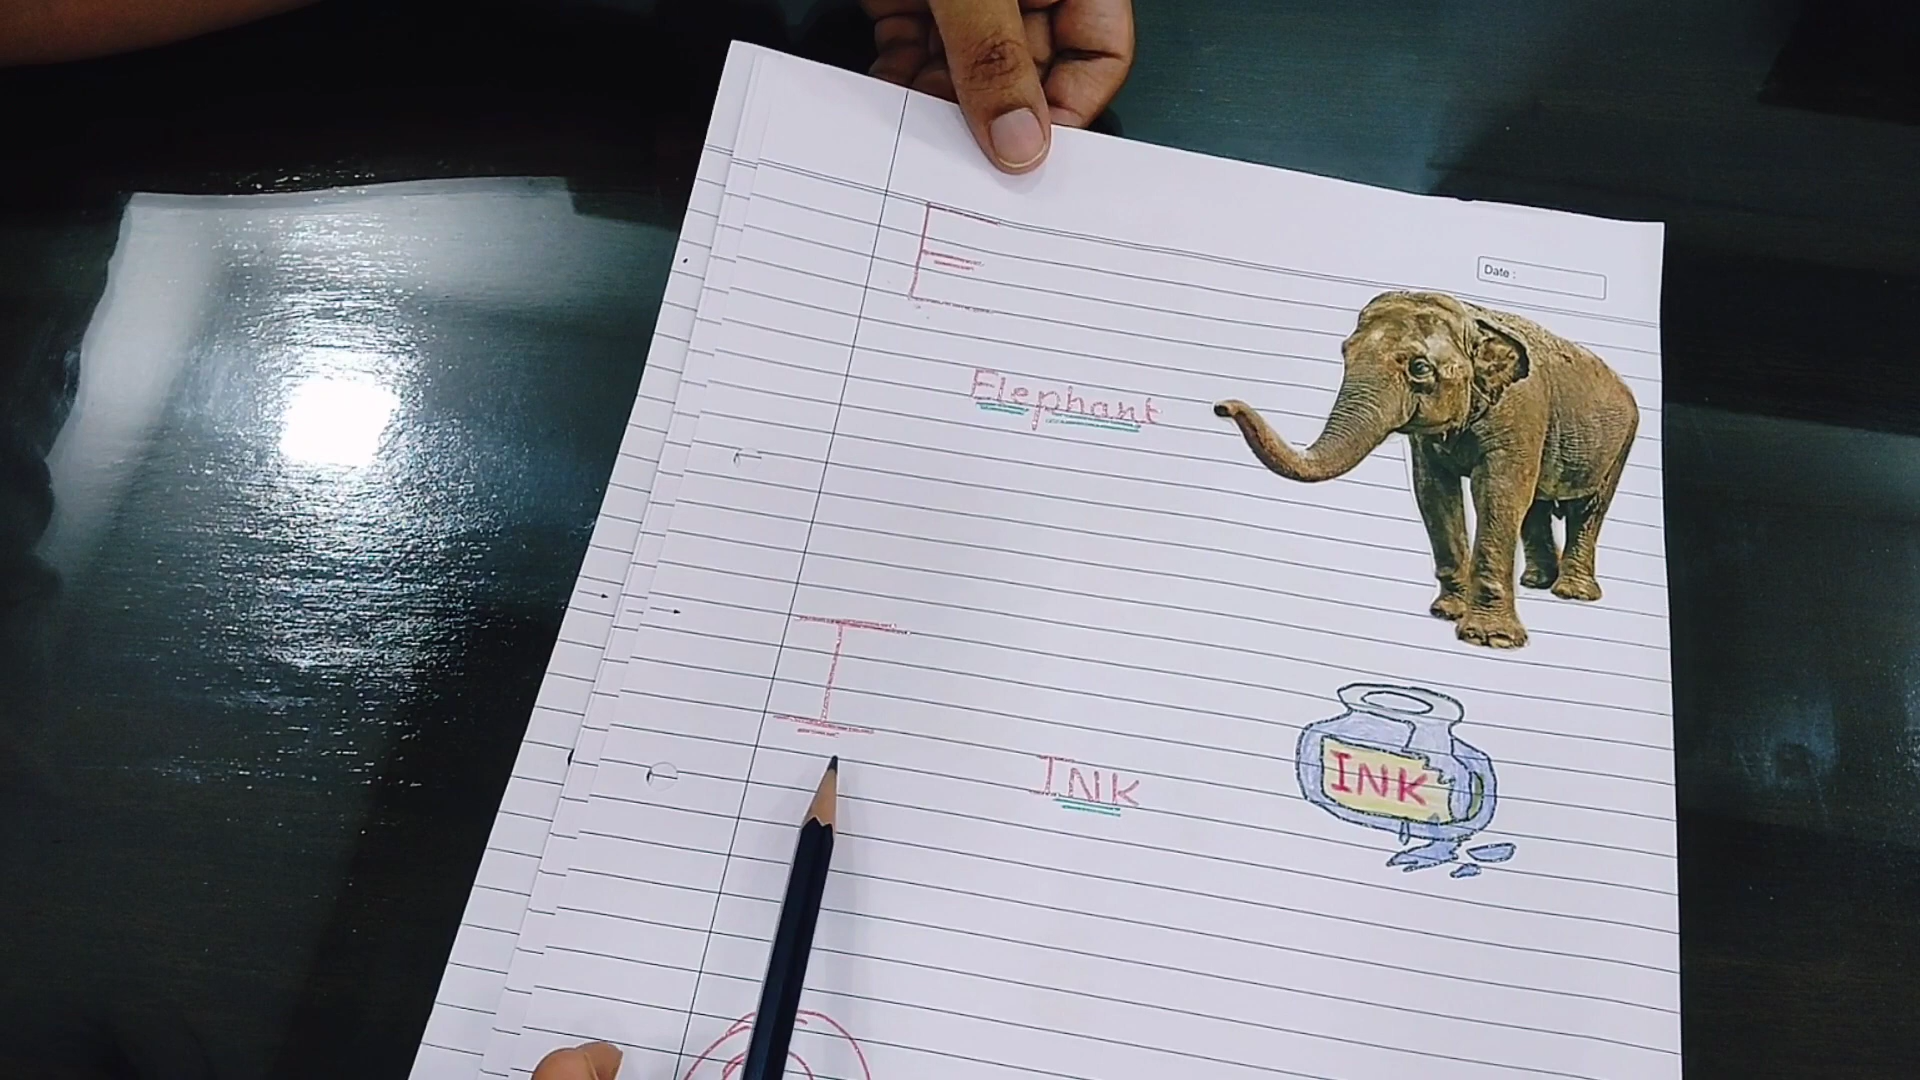 Date :
E
Elephant
I
INK
INK